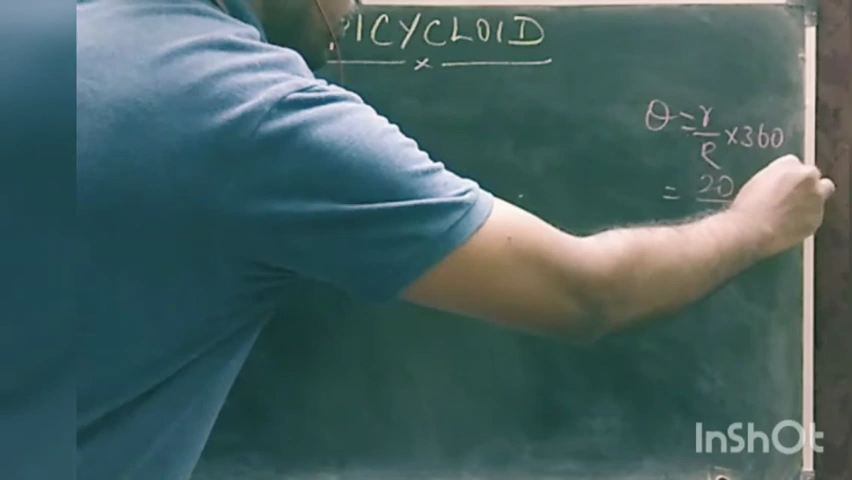 PICYCLOID
×
θ = r/R × 360
= 20
InShOt